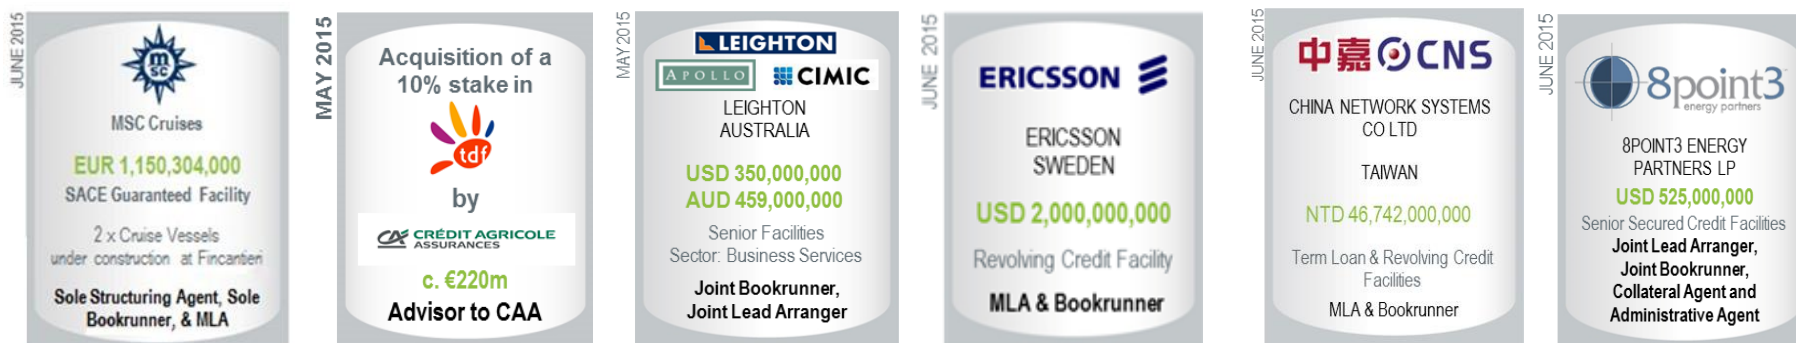 JUNE 2015
msc
MSC Cruises
EUR 1,150,304,000
SACE Guaranteed Facility
2 x Cruise Vessels
under construction at Fincantieri
Sole Structuring Agent, Sole
Bookrunner, & MLA
MAY 2015
Acquisition of a
10% stake in
tdf
by
CRÉDIT AGRICOLE
ASSURANCES
c. €220m
Advisor to CAA
MAY 2015
LEIGHTON
APOLLO CIMIC
LEIGHTON
AUSTRALIA
USD 350,000,000
AUD 459,000,000
Senior Facilities
Sector: Business Services
Joint Bookrunner,
Joint Lead Arranger
JUNE 2015
ERICSSON
ERICSSON
SWEDEN
USD 2,000,000,000
Revolving Credit Facility
MLA & Bookrunner
JUNE 2015
中嘉 CNS
CHINA NETWORK SYSTEMS
CO LTD
TAIWAN
NTD 46,742,000,000
Term Loan & Revolving Credit
Facilities
MLA & Bookrunner
JUNE 2015
8point3
energy partners
8POINT3 ENERGY
PARTNERS LP
USD 525,000,000
Senior Secured Credit Facilities
Joint Lead Arranger,
Joint Bookrunner,
Collateral Agent and
Administrative Agent